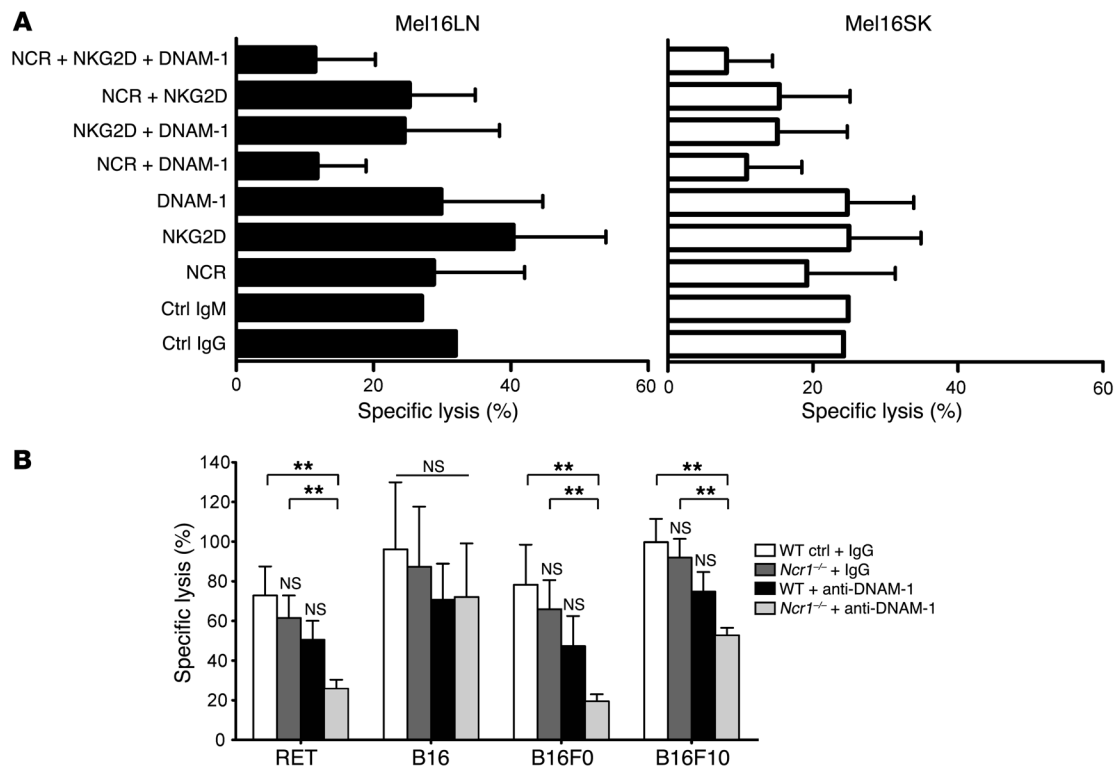 A
Mel16LN
Mel16SK
NCR + NKG2D + DNAM-1
NCR + NKG2D
NKG2D + DNAM-1
NCR + DNAM-1
DNAM-1
NKG2D
NCR
Ctrl IgM
Ctrl IgG
0 20 40 60
0 20 40 60
Specific lysis (%)
Specific lysis (%)
B
Specific lysis (%)
140
120
100
80
60
40
20
0
**
**
NS
NS
NS
**
**
NS
NS
**
**
NS
NS
WT ctrl + IgG
Ncr1–/– + IgG
WT + anti-DNAM-1
Ncr1–/– + anti-DNAM-1
RET B16 B16F0 B16F10